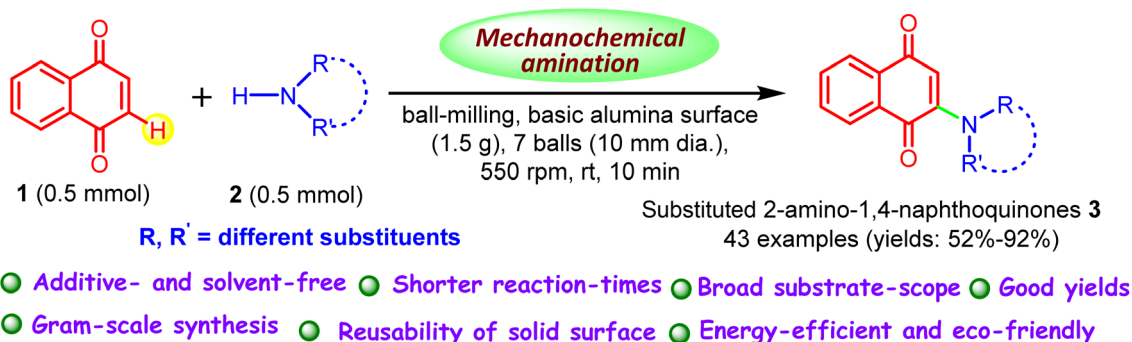 O
H
O
1 (0.5 mmol)
+
H
N
R
R'
2 (0.5 mmol)
R, R' = different substituents
Mechanochemical
amination
ball-milling, basic alumina surface
(1.5 g), 7 balls (10 mm dia.),
550 rpm, rt, 10 min
O
O
N
R
R'
Substituted 2-amino-1,4-naphthoquinones 3
43 examples (yields: 52%-92%)
Additive- and solvent-free
Shorter reaction-times
Broad substrate-scope
Good yields
Gram-scale synthesis
Reusability of solid surface
Energy-efficient and eco-friendly